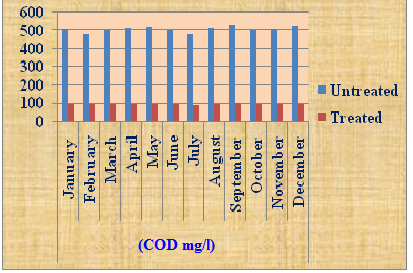 600
500
400
300
200
100
0
January
February
March
April
May
June
July
August
September
October
November
December
Untreated
Treated
(COD mg/l)